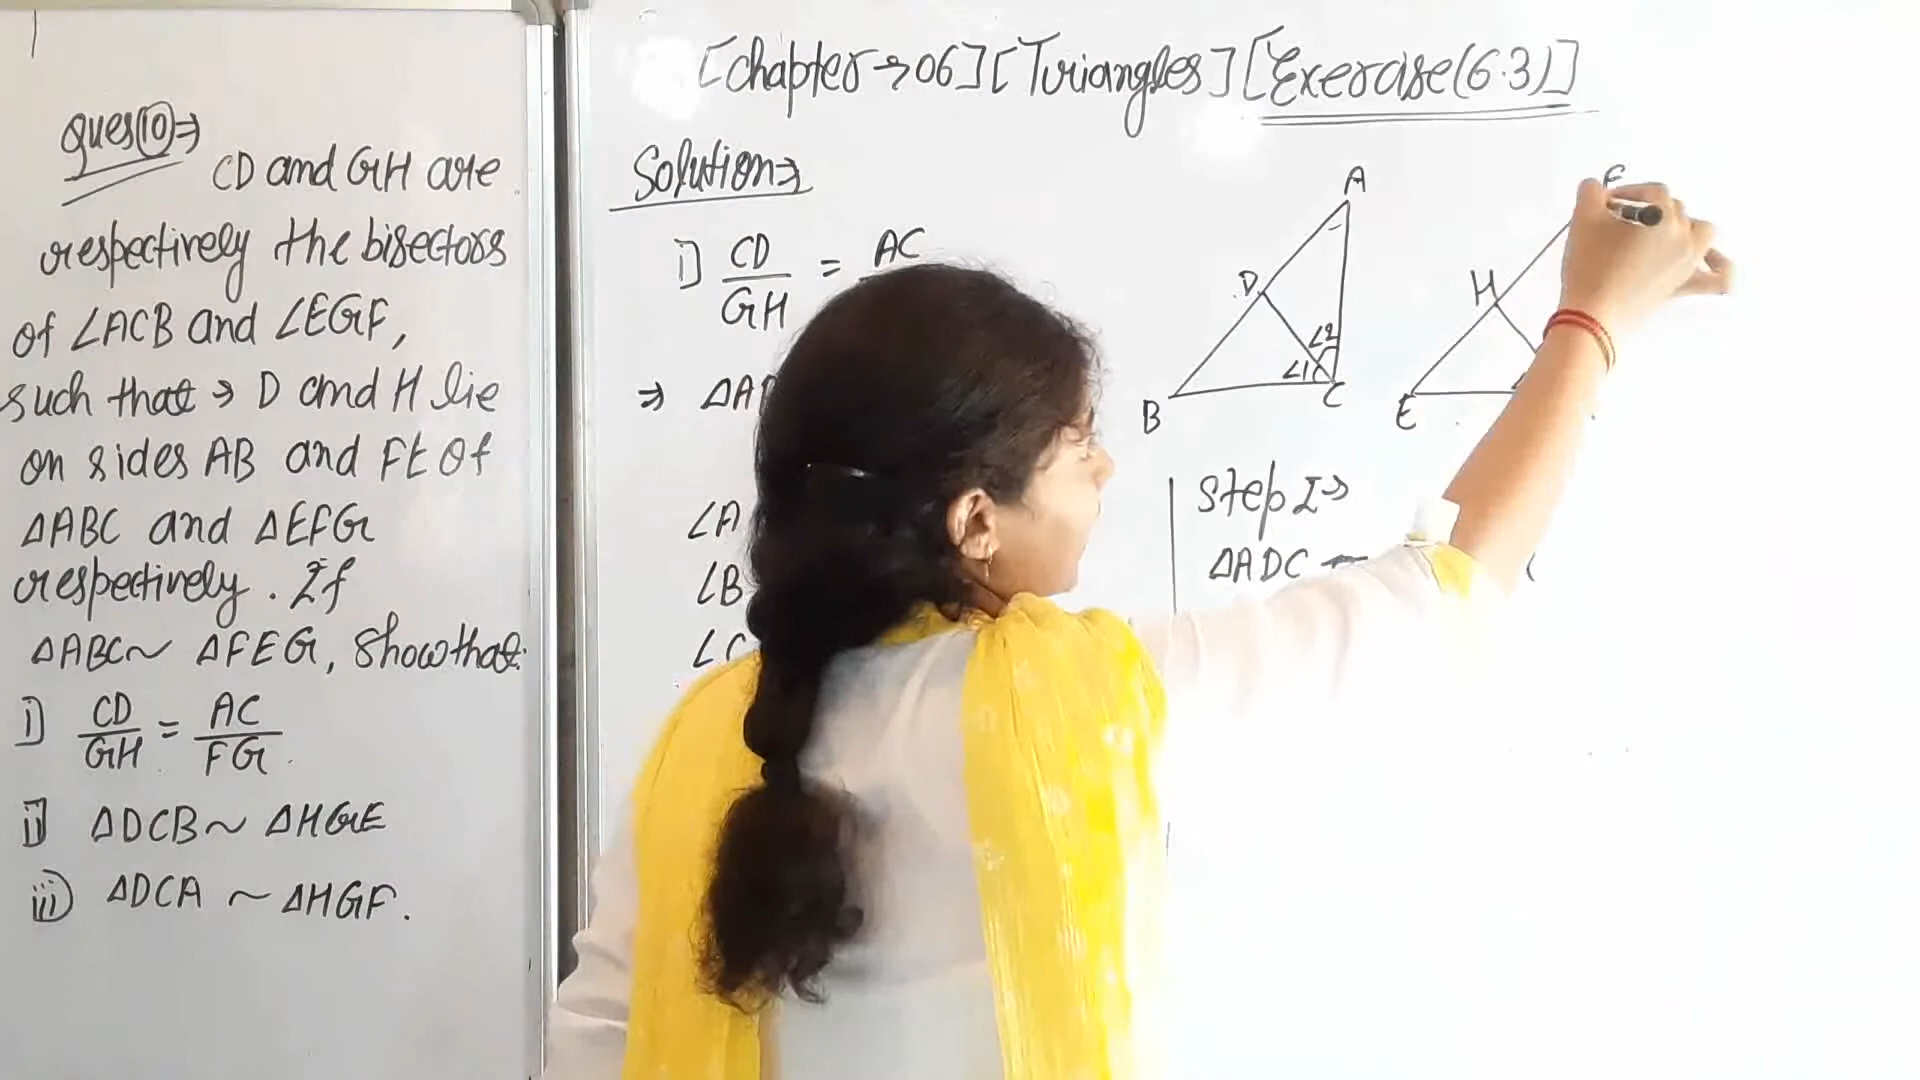 Ques(10)⇒
CD and GH are
respectively the bisectors
of ∠ACB and ∠EGF,
such that → D and H lie
on sides AB and FE of
ΔABC and ΔEFG
respectively. If
ΔABC ~ ΔFEG, Show that:
i] CD/GH = AC/FG.
ii] ΔDCB ~ ΔHGE
iii) ΔDCA ~ ΔHGF.
[Chapter→06] [Triangles] [Exercise(6.3)]
Solution⇒
i] CD/GH = AC
⇒ ΔA
∠A
∠B
∠C
A
D
∠2
∠1
B
C
F
H
E
Step I⇒
ΔADC ~